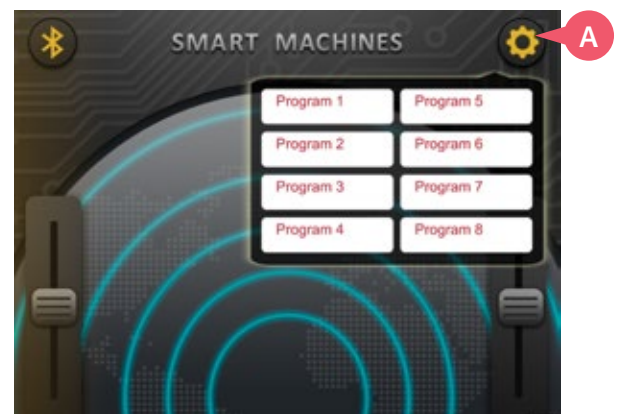 SMART MACHINES
A
Program 1
Program 5
Program 2
Program 6
Program 3
Program 7
Program 4
Program 8